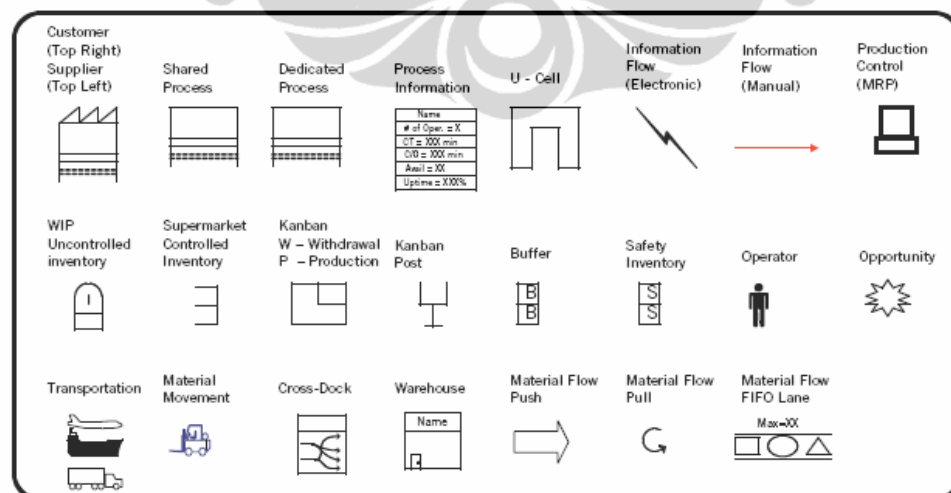 Customer
(Top Right)
Supplier
(Top Left)
Shared
Process
Dedicated
Process
Process
Information
Name
# of Oper. = X
CT = XXX min
C/O = XXX min
Avail = XX
Uptime = XXX%
U - Cell
Information
Flow
(Electronic)
Information
Flow
(Manual)
Production
Control
(MRP)
WIP
Uncontrolled
inventory
I
Supermarket
Controlled
Inventory
Kanban
W – Withdrawal
P – Production
Kanban
Post
Buffer
B
B
Safety
Inventory
S
S
Operator
Opportunity
Transportation
Material
Movement
Cross-Dock
Warehouse
Name
Material Flow
Push
Material Flow
Pull
Material Flow
FIFO Lane
Max=XX